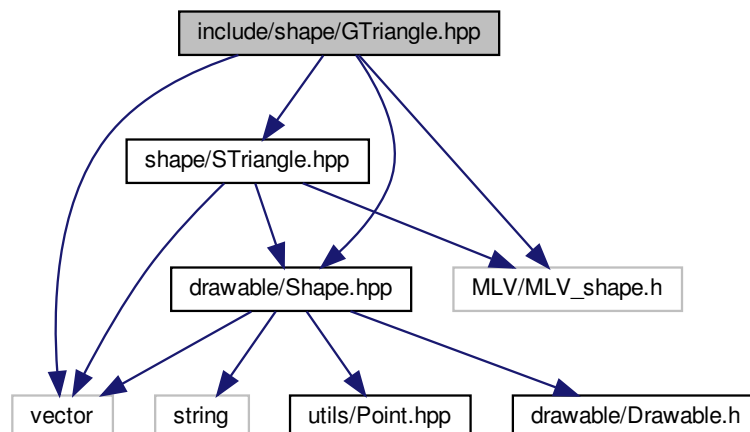 include/shape/GTriangle.hpp
shape/STriangle.hpp
drawable/Shape.hpp
MLV/MLV_shape.h
vector
string
utils/Point.hpp
drawable/Drawable.h